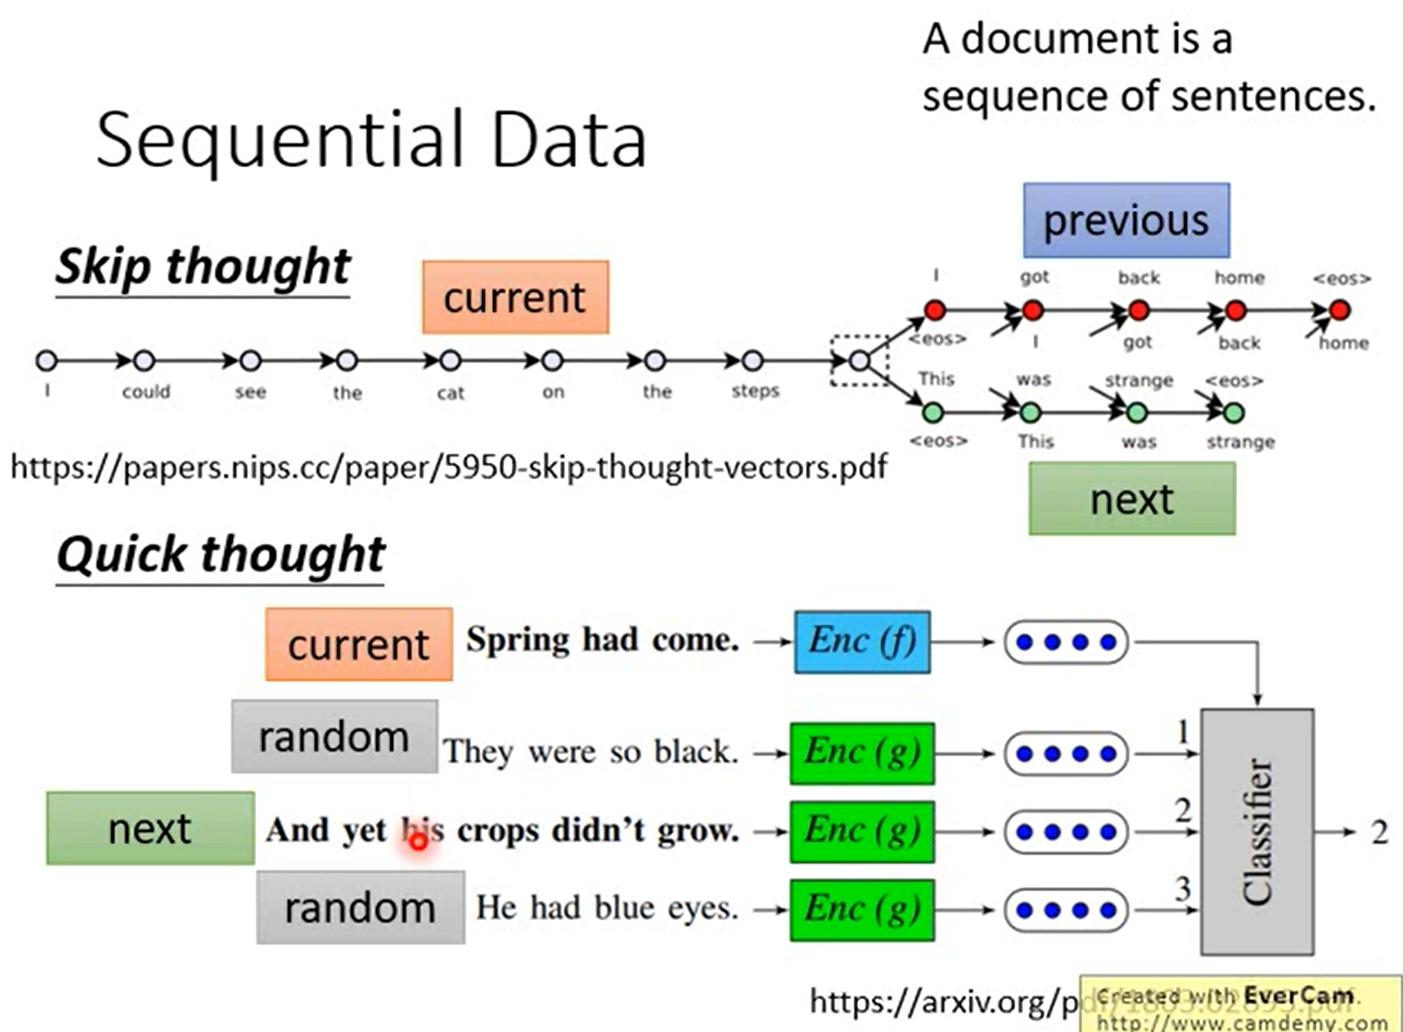 A document is a
sequence of sentences.
Sequential Data
previous
Skip thought
current
I got back home <eos>
<eos> I got back home
I could see the cat on the steps
This was strange <eos>
<eos> This was strange
https://papers.nips.cc/paper/5950-skip-thought-vectors.pdf
next
Quick thought
current Spring had come. Enc (f)
random They were so black. Enc (g) 1
next And yet his crops didn't grow. Enc (g) 2
random He had blue eyes. Enc (g) 3
Classifier
2
https://arxiv.org/pdf/1803.02893.pdf
Created with EverCam.
http://www.camdemy.com